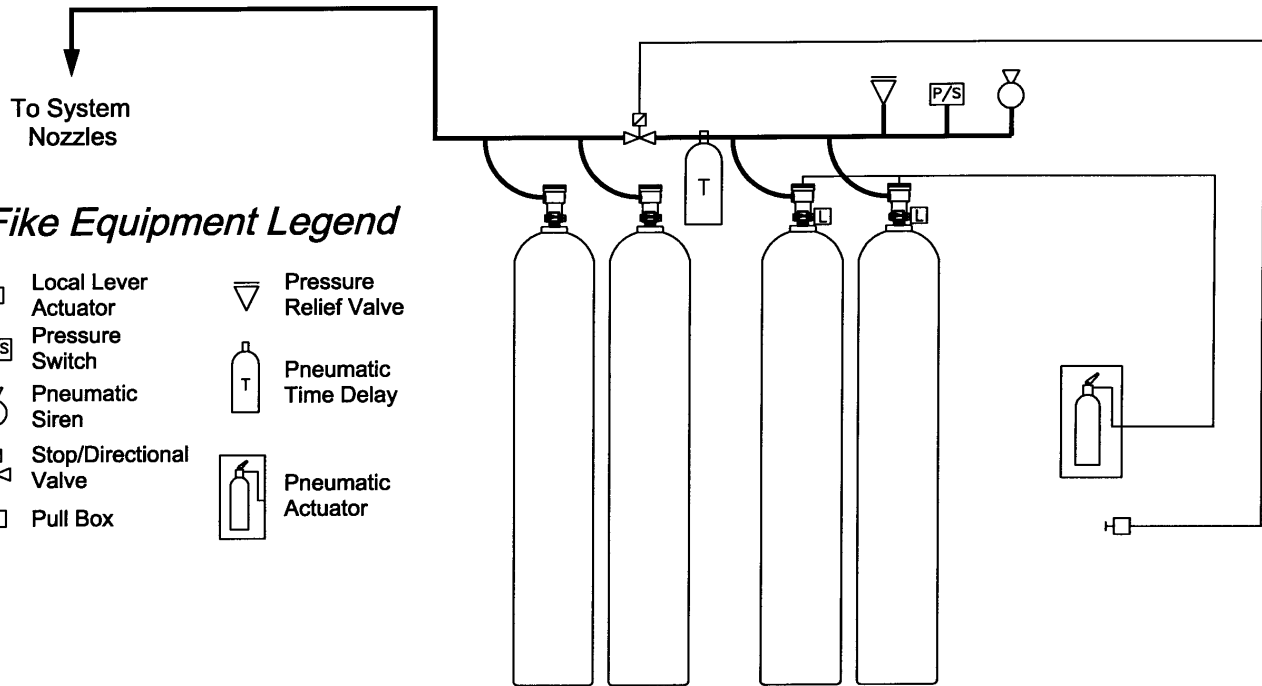 To System
Nozzles
P/S
T
L
L
Fike Equipment Legend
Local Lever
Actuator
Pressure
Switch
S
Pneumatic
Siren
Stop/Directional
Valve
Pull Box
Pressure
Relief Valve
T
Pneumatic
Time Delay
Pneumatic
Actuator